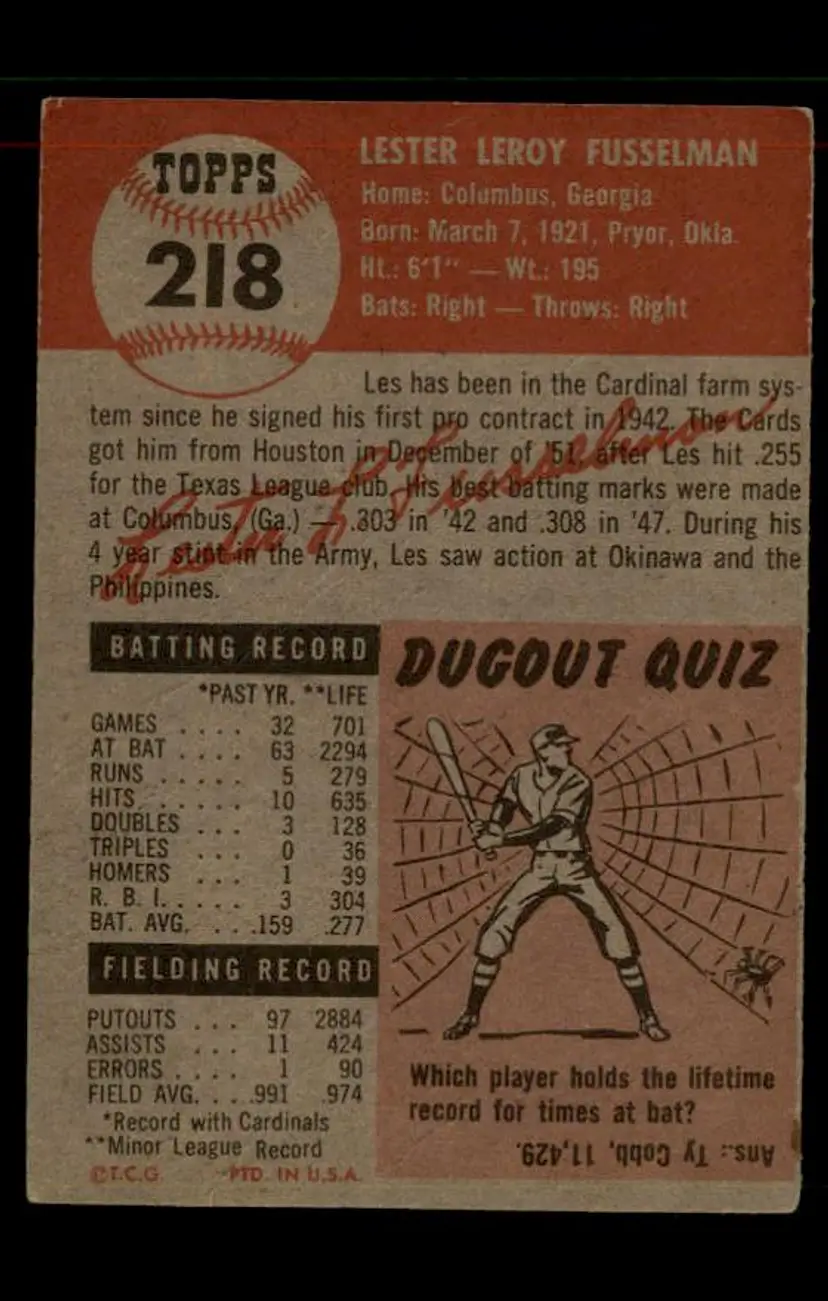 TOPPS
218
LESTER LEROY FUSSELMAN
Home: Columbus, Georgia
Born: March 7, 1921, Pryor, Okla.
Ht.: 6'1" — Wt.: 195
Bats: Right — Throws: Right
Les has been in the Cardinal farm sys-
tem since he signed his first pro contract in 1942. The Cards
got him from Houston in December of '51, after Les hit .255
for the Texas League club. His best batting marks were made
at Columbus, (Ga.) — .303 in '42 and .308 in '47. During his
4 year stint in the Army, Les saw action at Okinawa and the
Philippines.
Lester L Fusselman
BATTING RECORD
*PAST YR. **LIFE
GAMES .... 32 701
AT BAT .... 63 2294
RUNS ..... 5 279
HITS ...... 10 635
DOUBLES ... 3 128
TRIPLES ... 0 36
HOMERS ... 1 39
R. B. I. ..... 3 304
BAT. AVG. ... .159 .277
FIELDING RECORD
PUTOUTS ... 97 2884
ASSISTS ... 11 424
ERRORS .... 1 90
FIELD AVG. ... .991 .974
*Record with Cardinals
**Minor League Record
©T.C.G. PTD. IN U.S.A.
DUGOUT QUIZ
Which player holds the lifetime
record for times at bat?
Ans.: Ty Cobb, 11,429.